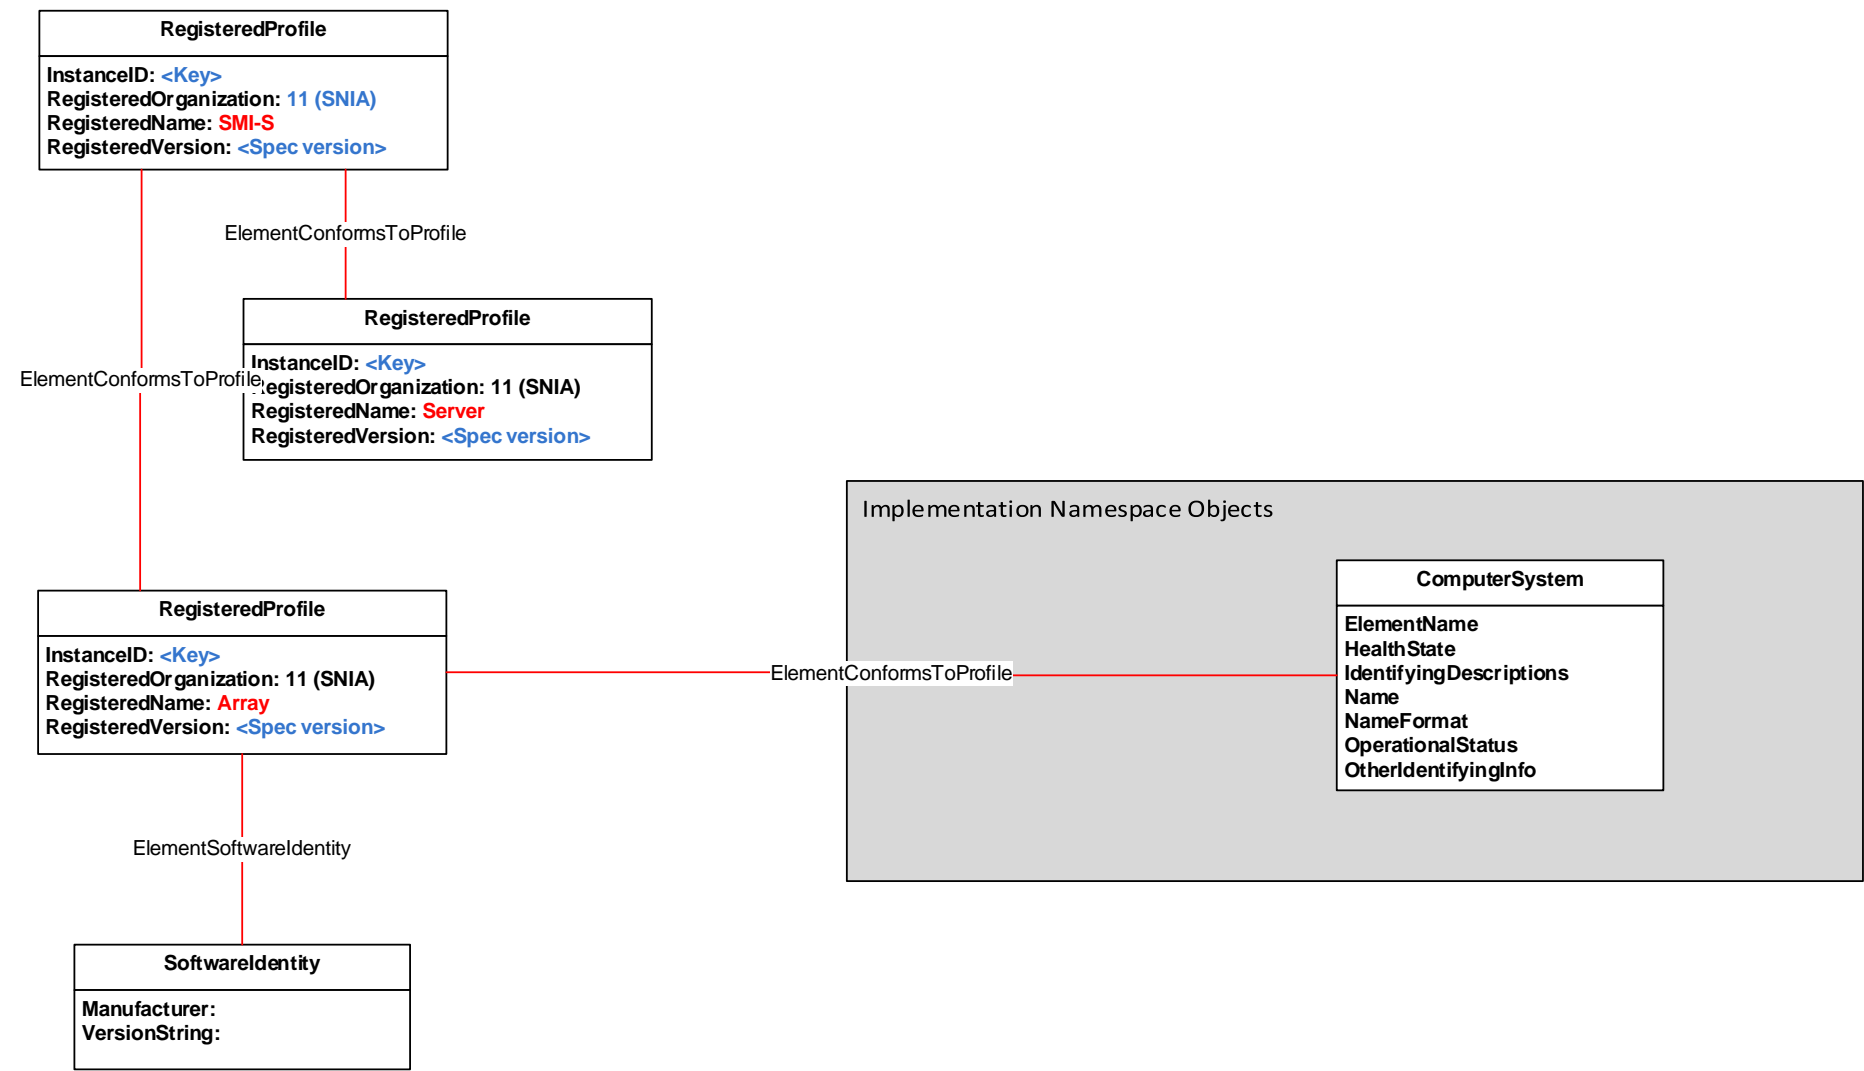 RegisteredProfile
InstanceID: <Key>
RegisteredOrganization: 11 (SNIA)
RegisteredName: SMI-S
RegisteredVersion: <Spec version>
ElementConformsToProfile
RegisteredProfile
InstanceID: <Key>
RegisteredOrganization: 11 (SNIA)
RegisteredName: Server
RegisteredVersion: <Spec version>
ElementConformsToProfile
Implementation Namespace Objects
ComputerSystem
ElementName
HealthState
IdentifyingDescriptions
Name
NameFormat
OperationalStatus
OtherIdentifyingInfo
RegisteredProfile
InstanceID: <Key>
RegisteredOrganization: 11 (SNIA)
RegisteredName: Array
RegisteredVersion: <Spec version>
ElementConformsToProfile
ElementSoftwareIdentity
SoftwareIdentity
Manufacturer:
VersionString: